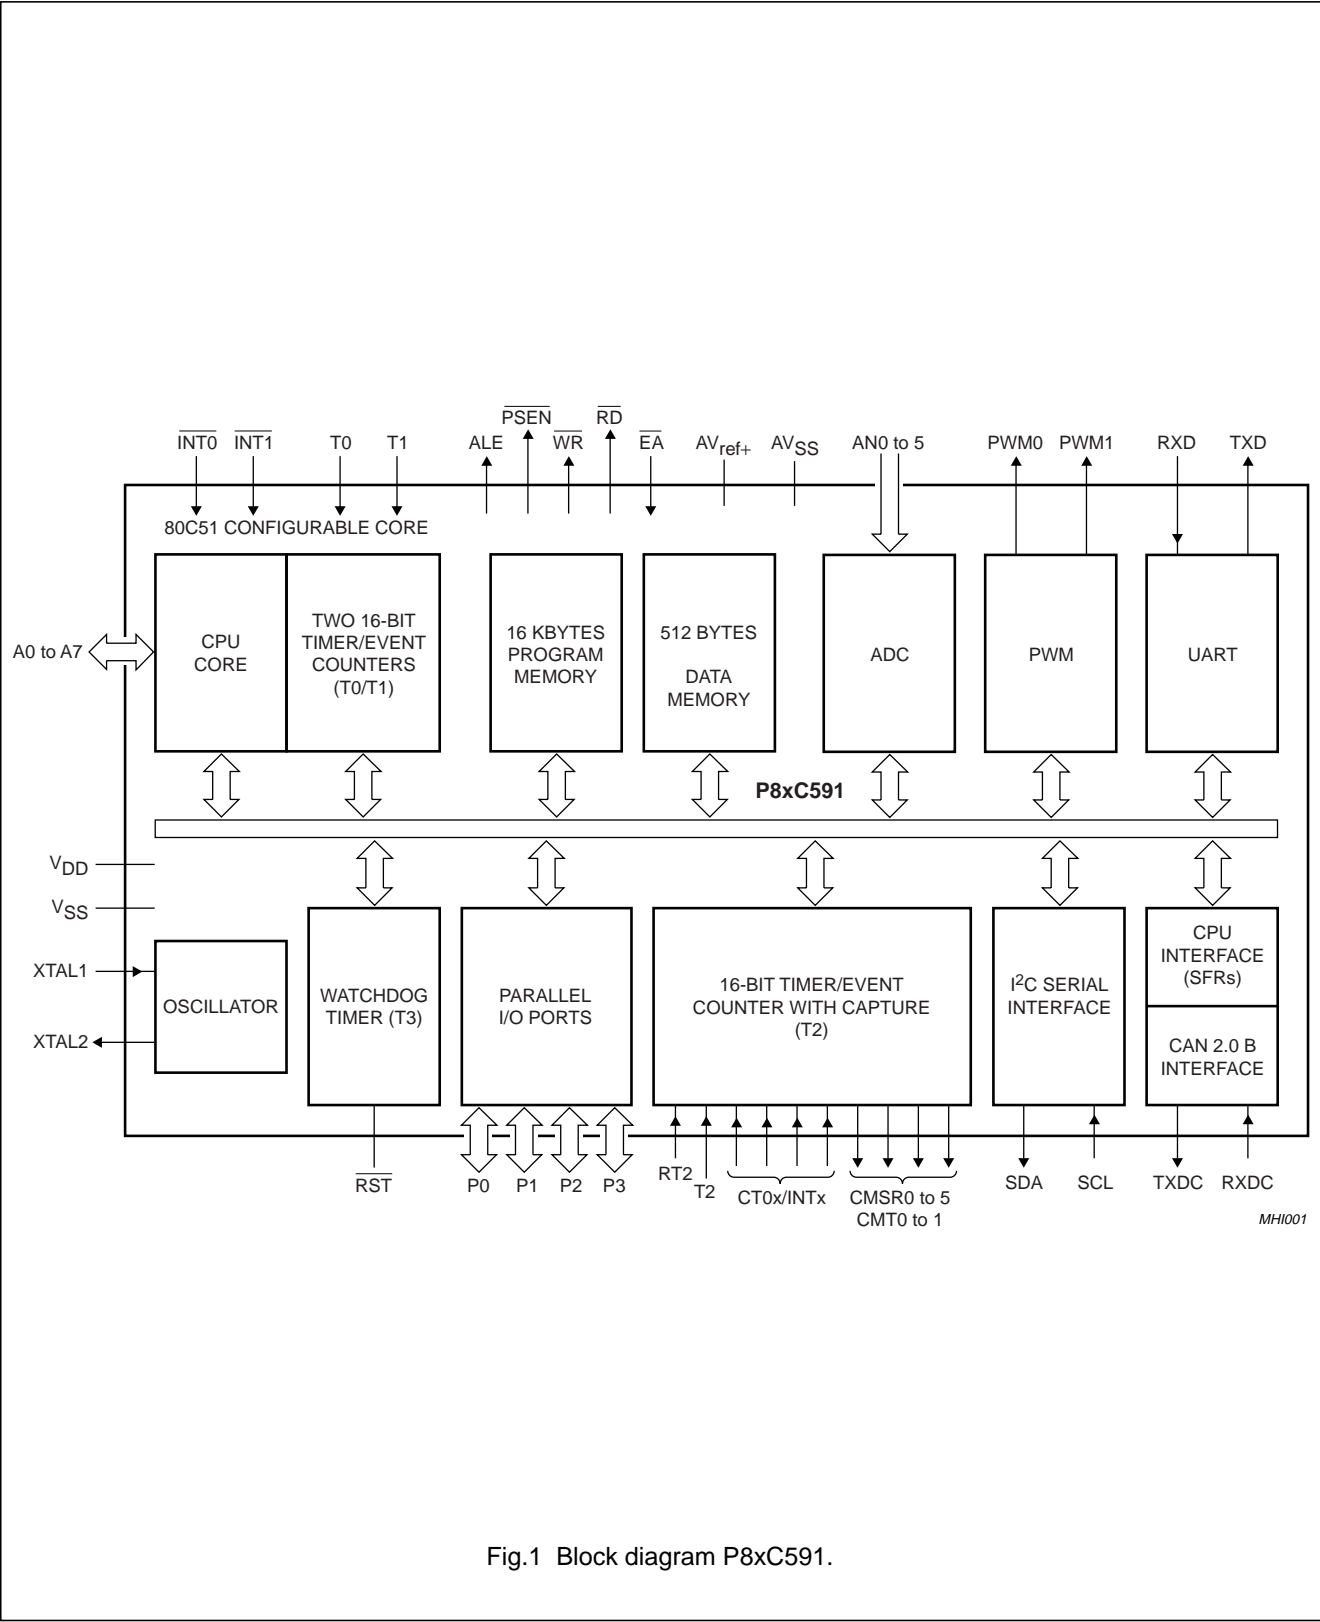 PSEN RD
INT0 INT1 T0 T1 ALE WR EA AVref+ AVSS AN0 to 5 PWM0 PWM1 RXD TXD
80C51 CONFIGURABLE CORE
CPU
CORE
TWO 16-BIT
TIMER/EVENT
COUNTERS
(T0/T1)
16 KBYTES
PROGRAM
MEMORY
512 BYTES
DATA
MEMORY
ADC
PWM
UART
A0 to A7
P8xC591
VDD
VSS
XTAL1
XTAL2
OSCILLATOR
WATCHDOG
TIMER (T3)
PARALLEL
I/O PORTS
16-BIT TIMER/EVENT
COUNTER WITH CAPTURE
(T2)
I2C SERIAL
INTERFACE
CPU
INTERFACE
(SFRs)
CAN 2.0 B
INTERFACE
RST P0 P1 P2 P3 RT2 T2 CT0x/INTx CMSR0 to 5 SDA SCL TXDC RXDC
CMT0 to 1
MHI001
Fig.1 Block diagram P8xC591.